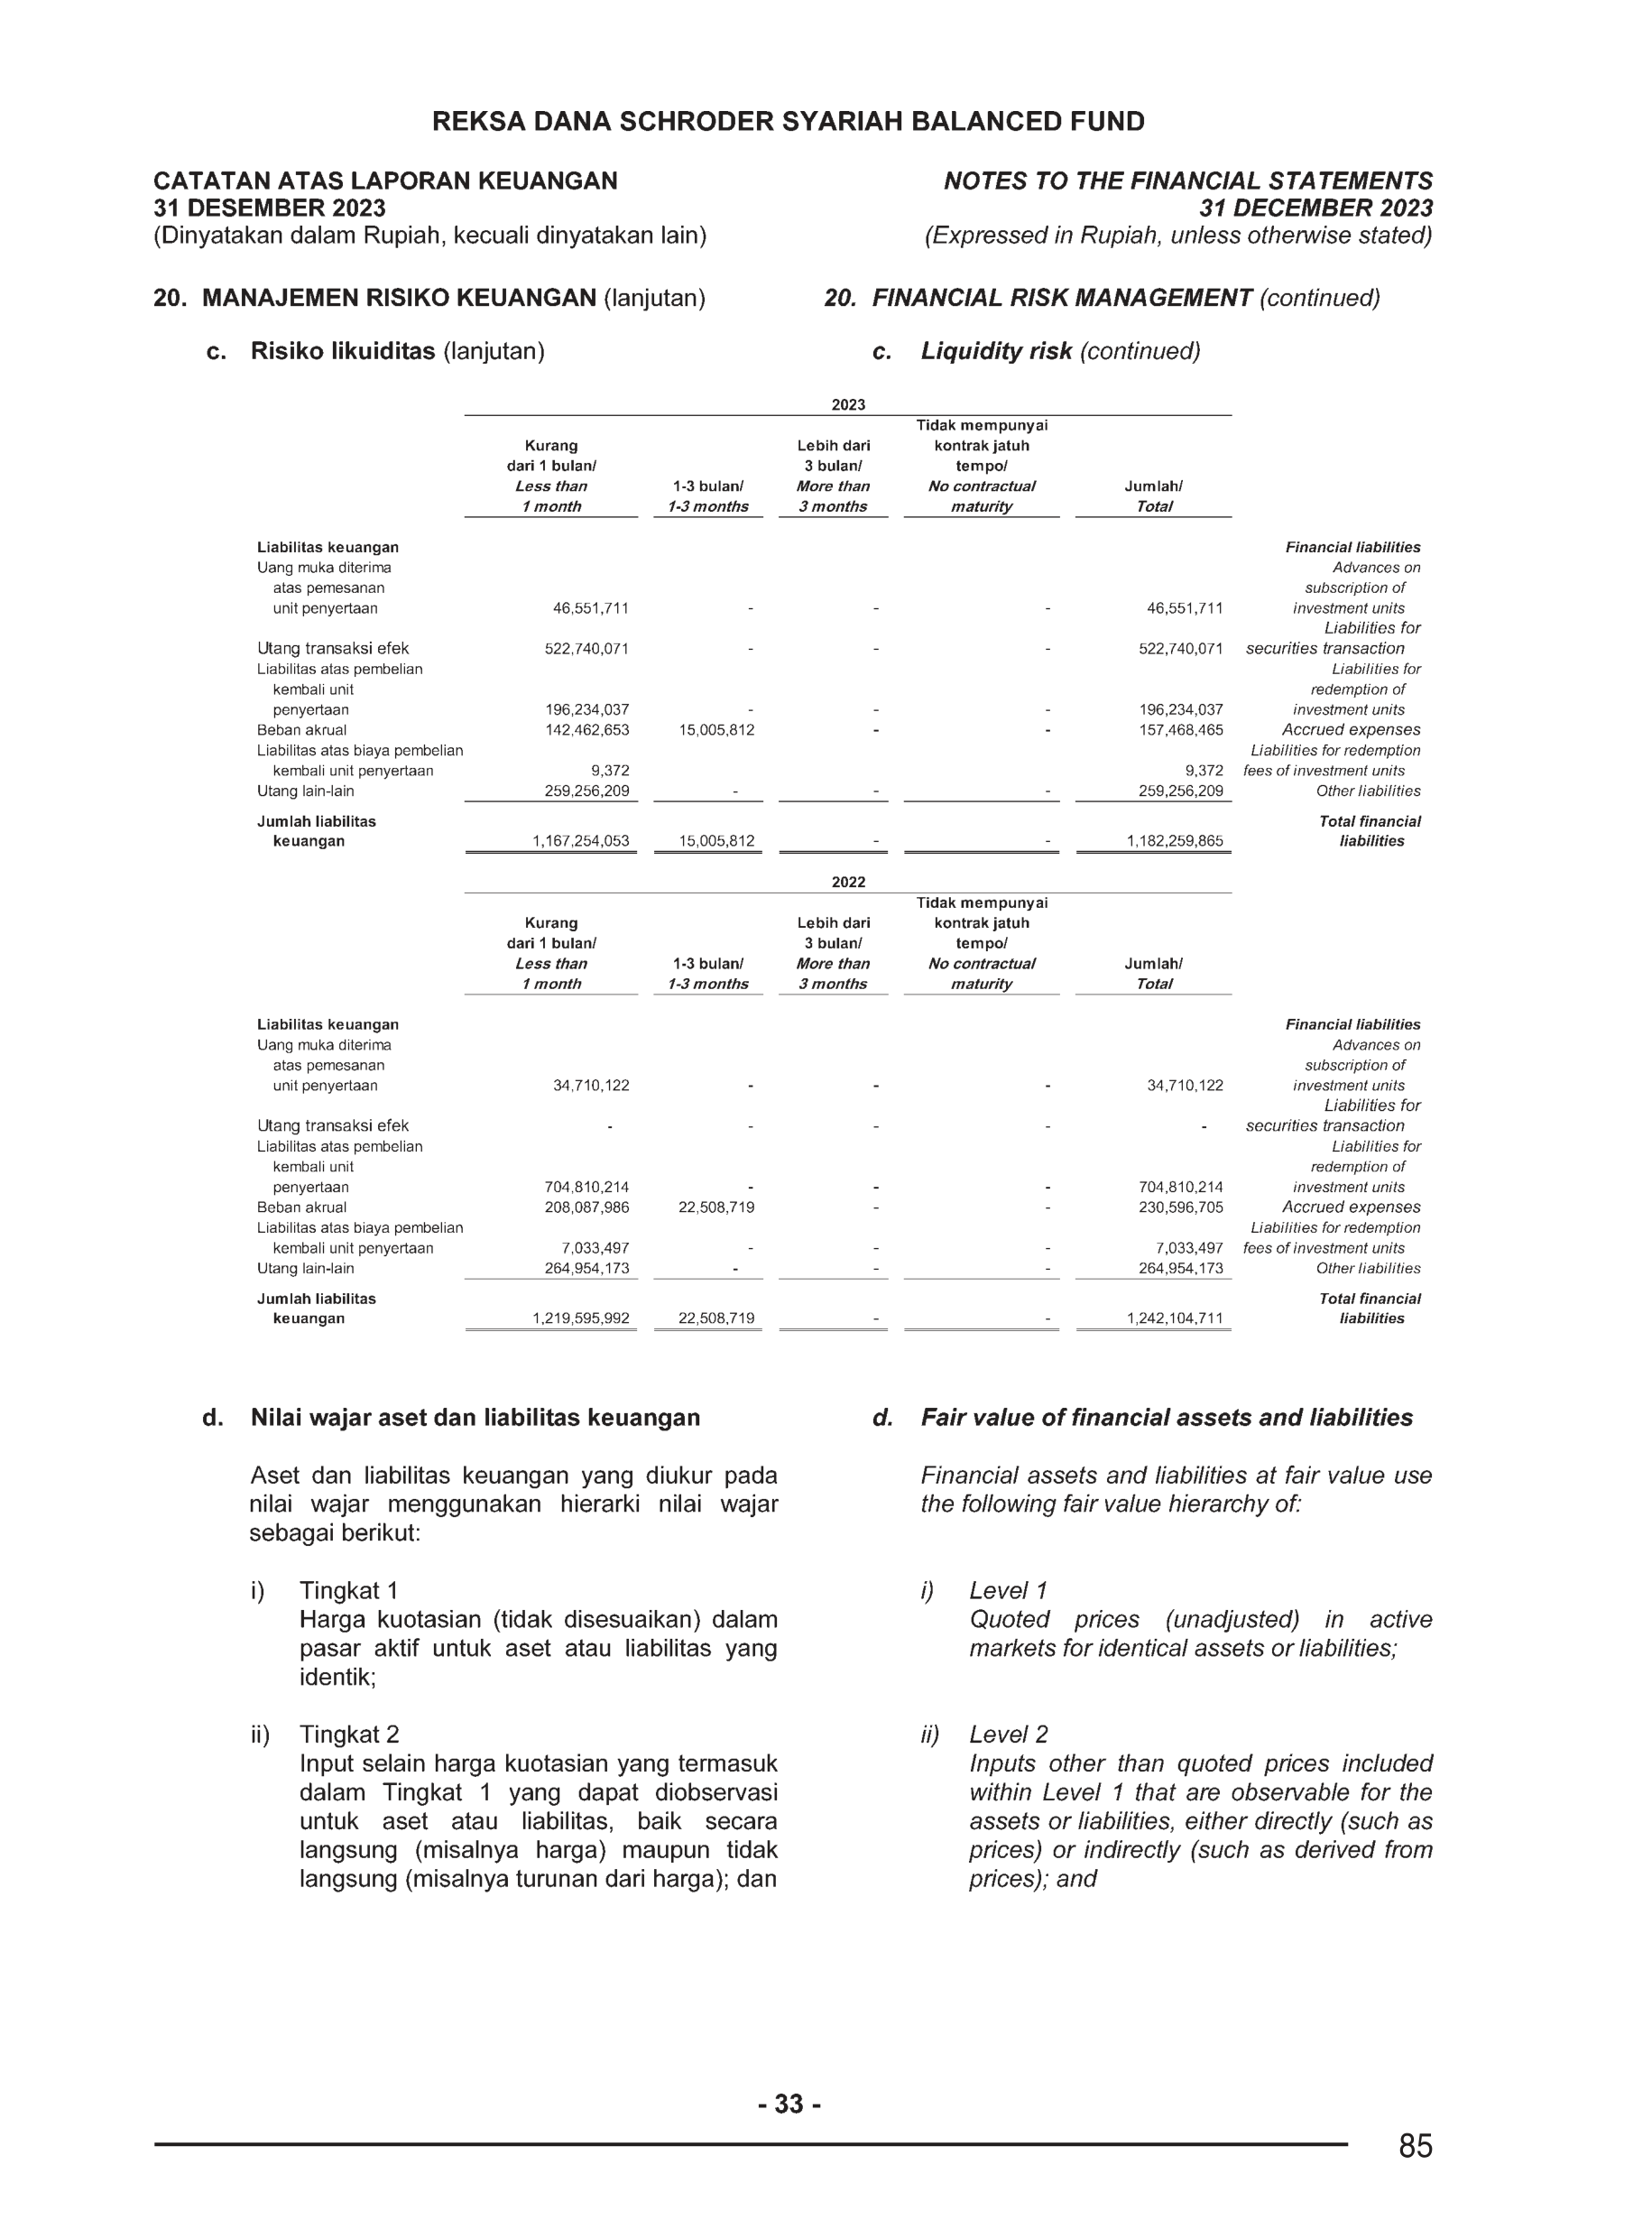 REKSA DANA SCHRODER SYARIAH BALANCED FUND
CATATAN ATAS LAPORAN KEUANGAN
31 DESEMBER 2023
(Dinyatakan dalam Rupiah, kecuali dinyatakan lain)
NOTES TO THE FINANCIAL STATEMENTS
31 DECEMBER 2023
(Expressed in Rupiah, unless otherwise stated)
20. MANAJEMEN RISIKO KEUANGAN (lanjutan)
20. FINANCIAL RISK MANAGEMENT (continued)
c. Risiko likuiditas (lanjutan)
c. Liquidity risk (continued)
2023
Tidak mempunyai
Kurang Lebih dari kontrak jatuh
dari 1 bulan/ 3 bulan/ tempo/
Less than 1-3 bulan/ More than No contractual Jumlah/
1 month 1-3 months 3 months maturity Total
Liabilitas keuangan Financial liabilities
Uang muka diterima Advances on
atas pemesanan subscription of
unit penyertaan 46,551,711 - - - 46,551,711 investment units
Liabilities for
Utang transaksi efek 522,740,071 - - - 522,740,071 securities transaction
Liabilitas atas pembelian Liabilities for
kembali unit redemption of
penyertaan 196,234,037 - - - 196,234,037 investment units
Beban akrual 142,462,653 15,005,812 - - 157,468,465 Accrued expenses
Liabilitas atas biaya pembelian Liabilities for redemption
kembali unit penyertaan 9,372 9,372 fees of investment units
Utang lain-lain 259,256,209 - - - 259,256,209 Other liabilities
Jumlah liabilitas Total financial
keuangan 1,167,254,053 15,005,812 - - 1,182,259,865 liabilities
2022
Tidak mempunyai
Kurang Lebih dari kontrak jatuh
dari 1 bulan/ 3 bulan/ tempo/
Less than 1-3 bulan/ More than No contractual Jumlah/
1 month 1-3 months 3 months maturity Total
Liabilitas keuangan Financial liabilities
Uang muka diterima Advances on
atas pemesanan subscription of
unit penyertaan 34,710,122 - - - 34,710,122 investment units
Liabilities for
Utang transaksi efek - - - - - securities transaction
Liabilitas atas pembelian Liabilities for
kembali unit redemption of
penyertaan 704,810,214 - - - 704,810,214 investment units
Beban akrual 208,087,986 22,508,719 - - 230,596,705 Accrued expenses
Liabilitas atas biaya pembelian Liabilities for redemption
kembali unit penyertaan 7,033,497 - - - 7,033,497 fees of investment units
Utang lain-lain 264,954,173 - - - 264,954,173 Other liabilities
Jumlah liabilitas Total financial
keuangan 1,219,595,992 22,508,719 - - 1,242,104,711 liabilities
d. Nilai wajar aset dan liabilitas keuangan
Aset dan liabilitas keuangan yang diukur pada
nilai wajar menggunakan hierarki nilai wajar
sebagai berikut:
i) Tingkat 1
Harga kuotasian (tidak disesuaikan) dalam
pasar aktif untuk aset atau liabilitas yang
identik;
ii) Tingkat 2
Input selain harga kuotasian yang termasuk
dalam Tingkat 1 yang dapat diobservasi
untuk aset atau liabilitas, baik secara
langsung (misalnya harga) maupun tidak
langsung (misalnya turunan dari harga); dan
d. Fair value of financial assets and liabilities
Financial assets and liabilities at fair value use
the following fair value hierarchy of:
i) Level 1
Quoted prices (unadjusted) in active
markets for identical assets or liabilities;
ii) Level 2
Inputs other than quoted prices included
within Level 1 that are observable for the
assets or liabilities, either directly (such as
prices) or indirectly (such as derived from
prices); and
- 33 -
85